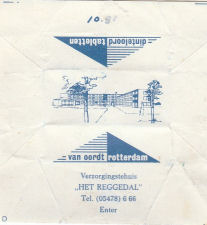 10.81
dinteloord
tabletten
van oordt rotterdam
Verzorgingstehuis
„HET REGGEDAL"
Tel. (05478) 6 66
Enter